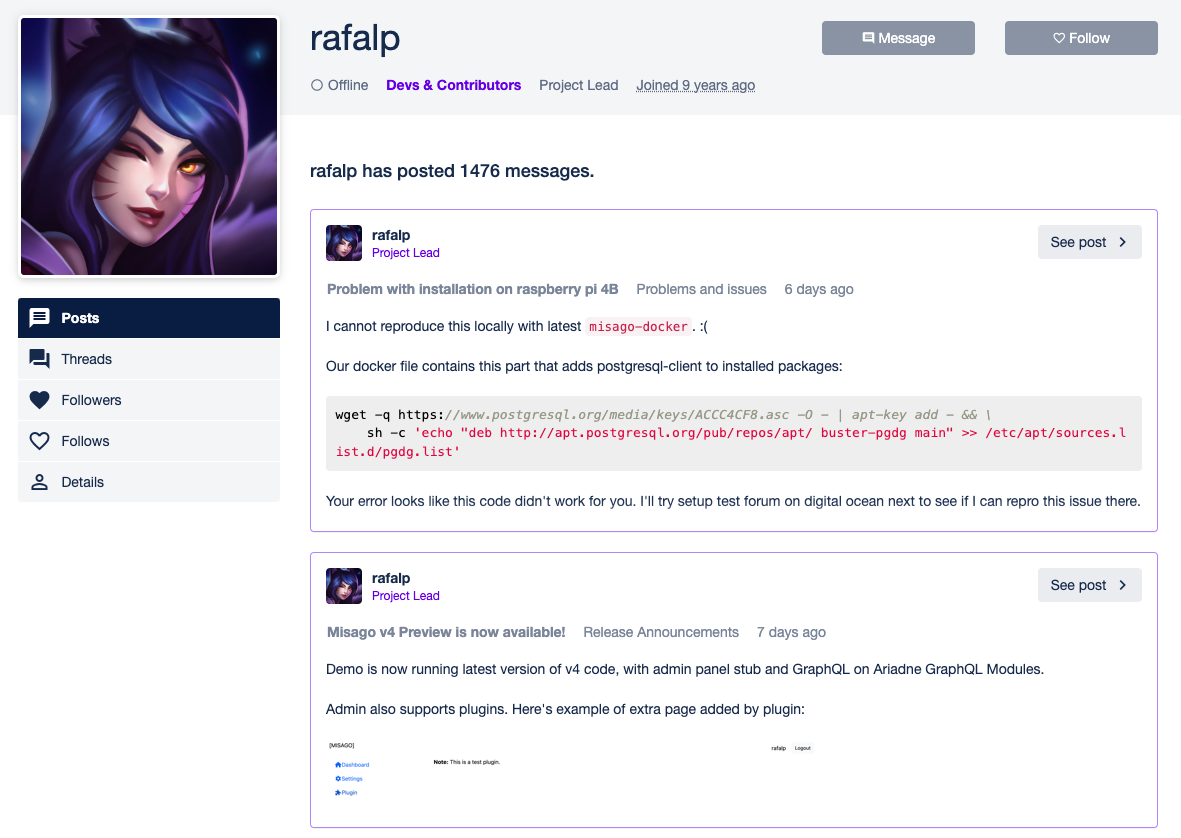 rafalp
Message
Follow
Offline Devs & Contributors Project Lead Joined 9 years ago
Posts
Threads
Followers
Follows
Details
rafalp has posted 1476 messages.
rafalp
Project Lead
See post
Problem with installation on raspberry pi 4B Problems and issues 6 days ago
I cannot reproduce this locally with latest misago-docker. :(
Our docker file contains this part that adds postgresql-client to installed packages:
wget -q https://www.postgresql.org/media/keys/ACCC4CF8.asc -O - | apt-key add - && \
sh -c 'echo "deb http://apt.postgresql.org/pub/repos/apt/ buster-pgdg main" >> /etc/apt/sources.l
ist.d/pgdg.list'
Your error looks like this code didn't work for you. I'll try setup test forum on digital ocean next to see if I can repro this issue there.
rafalp
Project Lead
See post
Misago v4 Preview is now available! Release Announcements 7 days ago
Demo is now running latest version of v4 code, with admin panel stub and GraphQL on Ariadne GraphQL Modules.
Admin also supports plugins. Here's example of extra page added by plugin:
[MISAGO]
rafalp Logout
Dashboard
Note: This is a test plugin.
Settings
Plugin